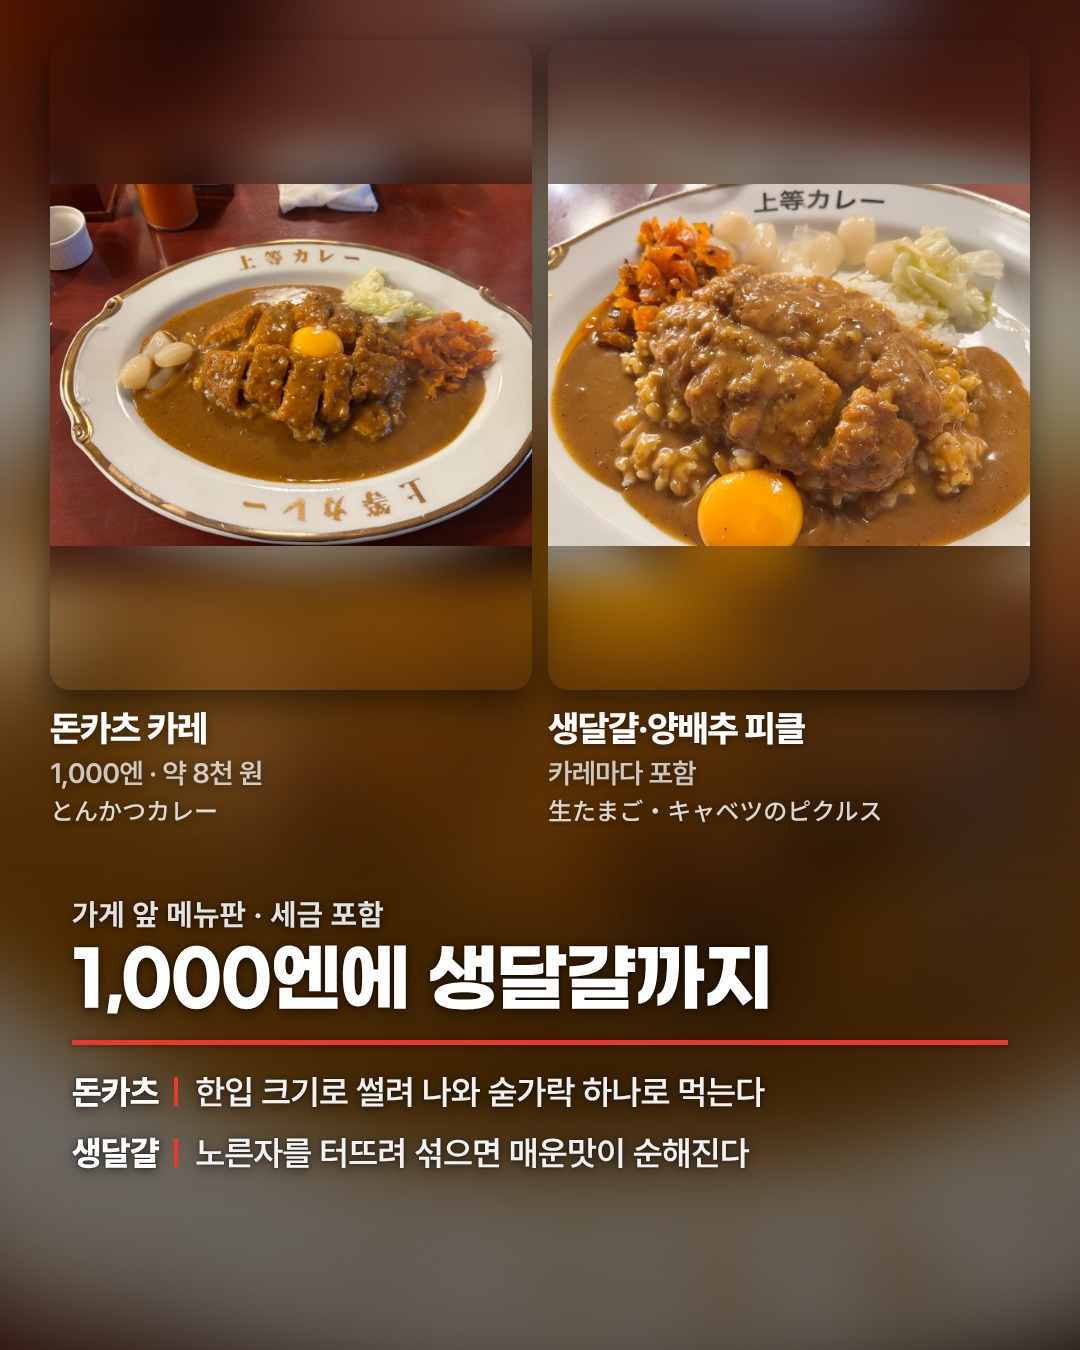 上等カレー
上等カレー
上等カレー
돈카츠 카레
1,000엔 · 약 8천 원
とんかつカレー
생달걀·양배추 피클
카레마다 포함
生たまご・キャベツのピクルス
가게 앞 메뉴판 · 세금 포함
1,000엔에 생달걀까지
돈카츠 | 한입 크기로 썰려 나와 숟가락 하나로 먹는다
생달걀 | 노른자를 터뜨려 섞으면 매운맛이 순해진다